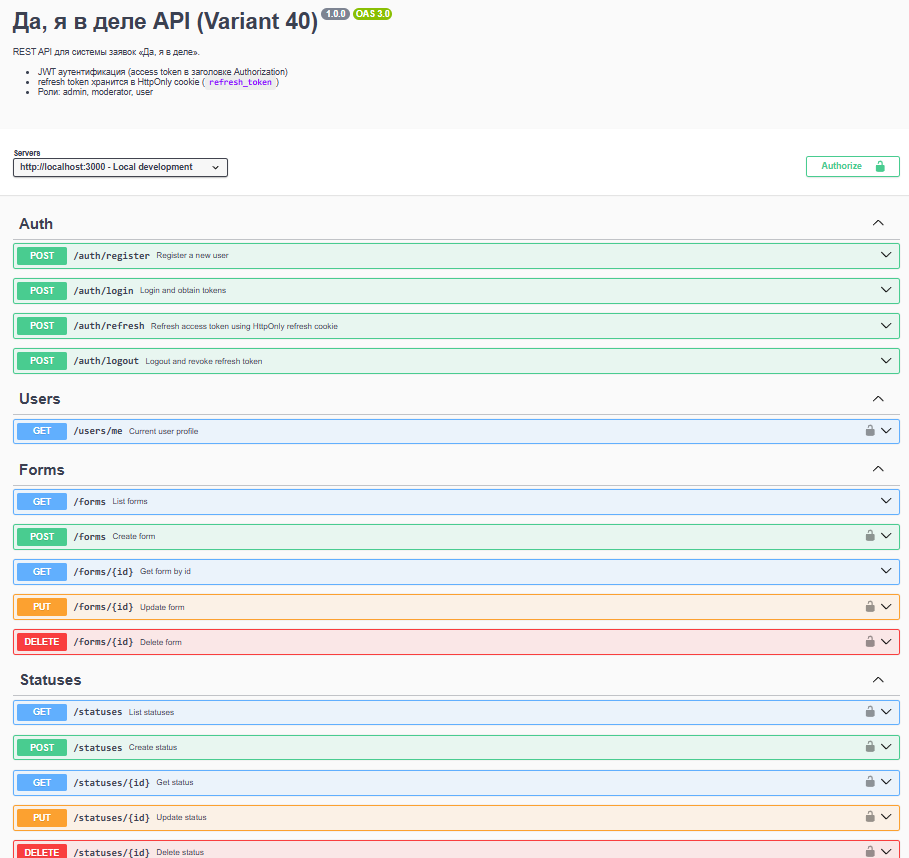 Да, я в деле API (Variant 40) 1.0.0 OAS 3.0
REST API для системы заявок «Да, я в деле».
JWT аутентификация (access token в заголовке Authorization)
refresh token хранится в HttpOnly cookie ( refresh_token )
Роли: admin, moderator, user
Servers
http://localhost:3000 - Local development
Authorize
Auth
POST /auth/register Register a new user
POST /auth/login Login and obtain tokens
POST /auth/refresh Refresh access token using HttpOnly refresh cookie
POST /auth/logout Logout and revoke refresh token
Users
GET /users/me Current user profile
Forms
GET /forms List forms
POST /forms Create form
GET /forms/{id} Get form by id
PUT /forms/{id} Update form
DELETE /forms/{id} Delete form
Statuses
GET /statuses List statuses
POST /statuses Create status
GET /statuses/{id} Get status
PUT /statuses/{id} Update status
DELETE /statuses/{id} Delete status